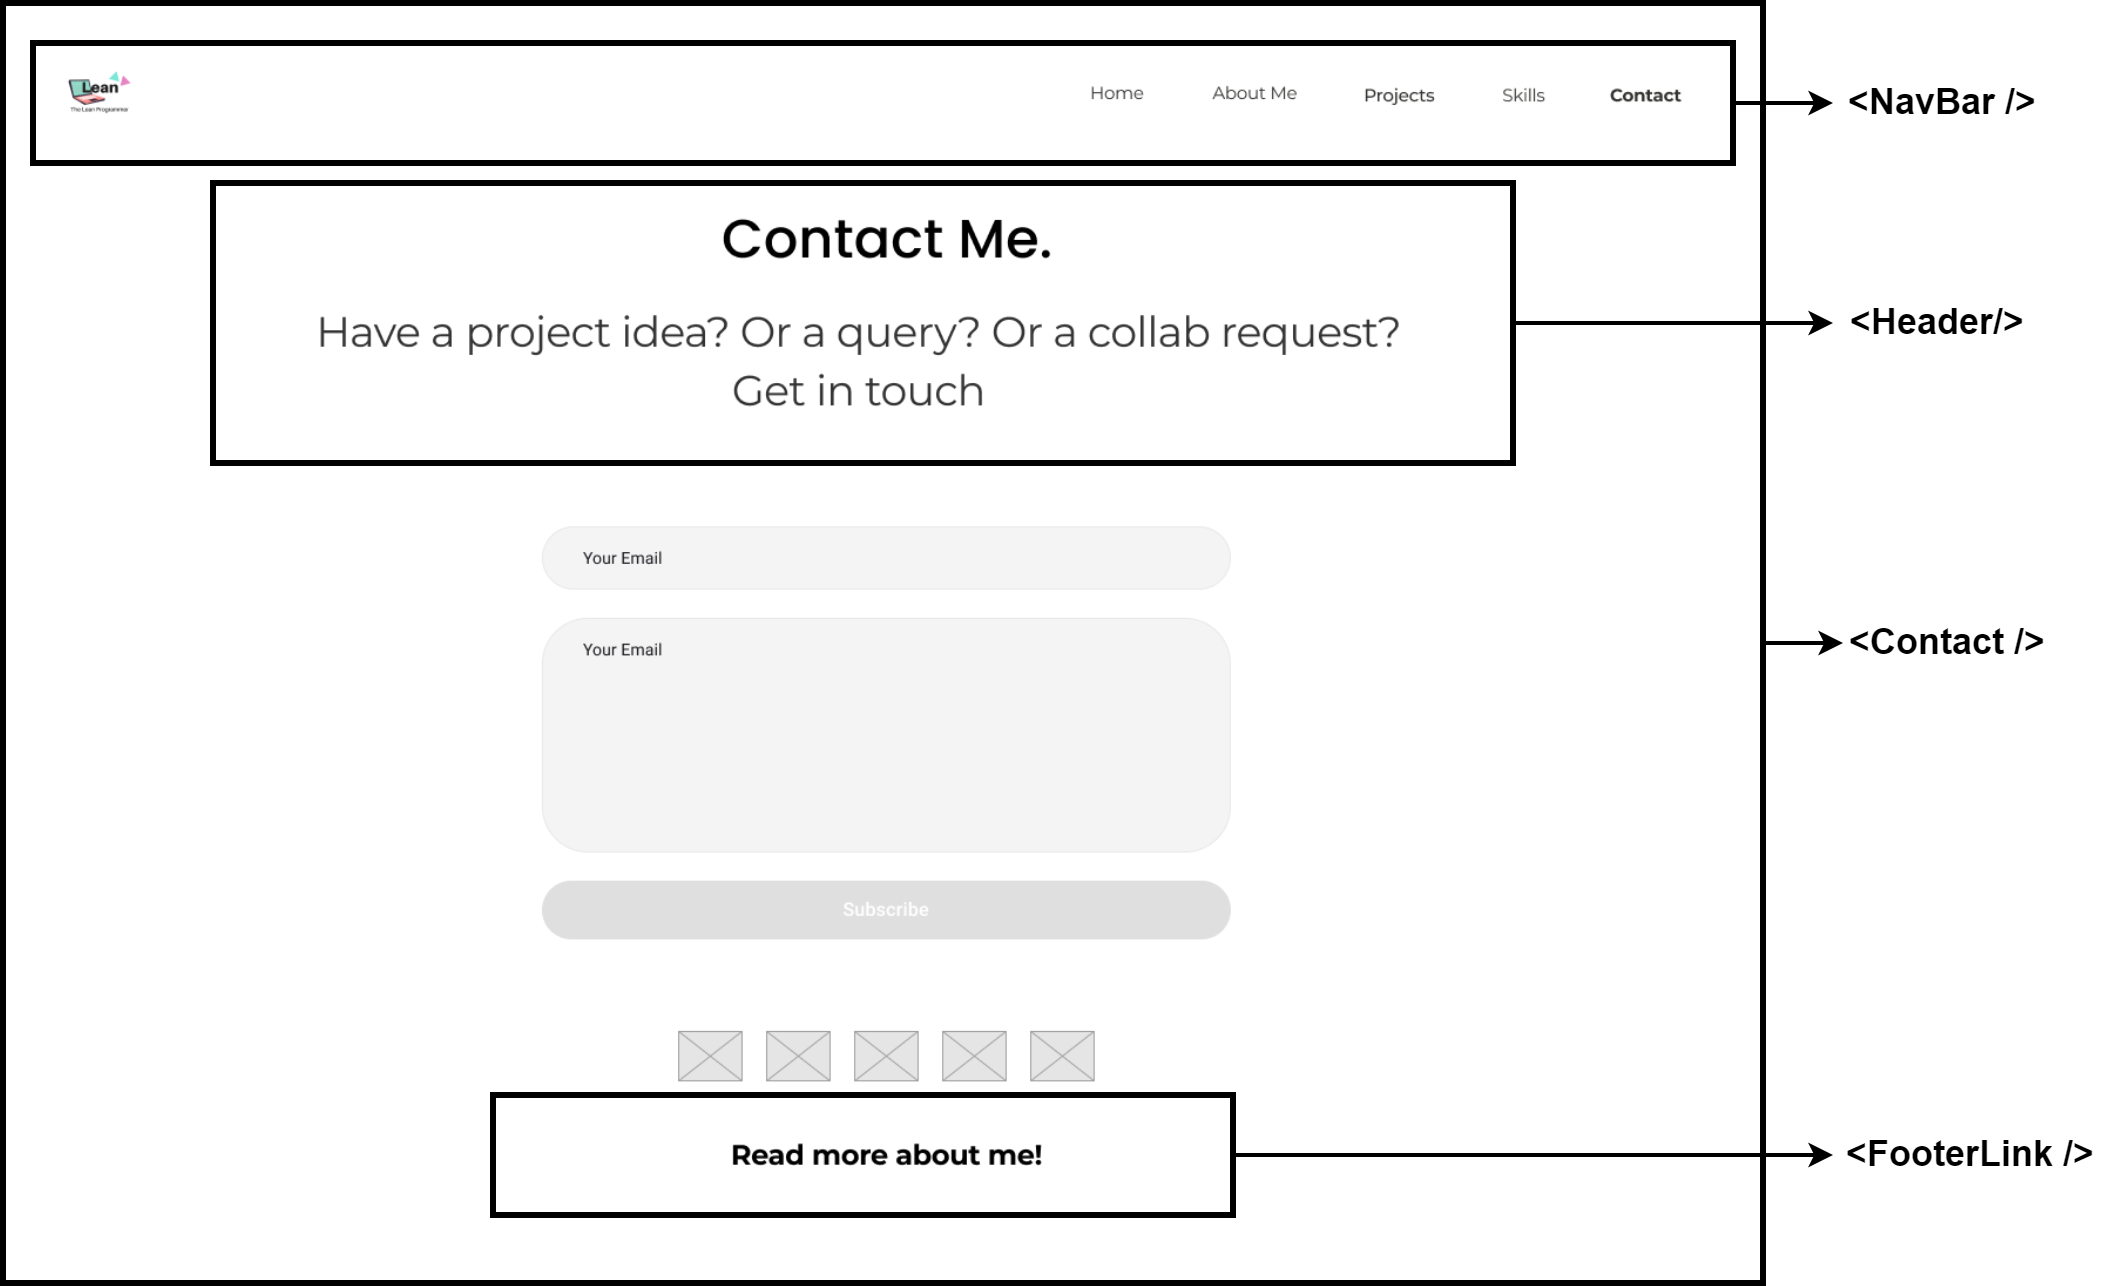 Lean
The Lean Programmer
Home About Me Projects Skills Contact
<NavBar />
Contact Me.
Have a project idea? Or a query? Or a collab request?
Get in touch
<Header/>
Your Email
Your Email
<Contact />
Subscribe
Read more about me!
<FooterLink />